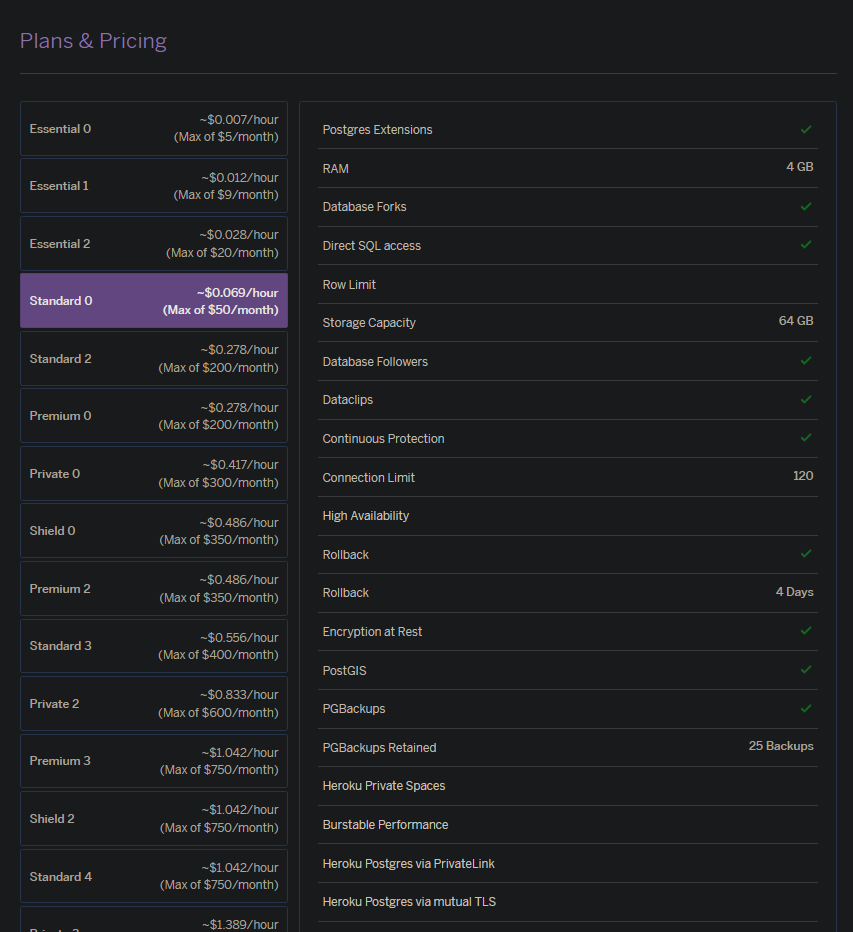 Plans & Pricing
Essential 0
~$0.007/hour
(Max of $5/month)
Essential 1
~$0.012/hour
(Max of $9/month)
Essential 2
~$0.028/hour
(Max of $20/month)
Standard 0
~$0.069/hour
(Max of $50/month)
Standard 2
~$0.278/hour
(Max of $200/month)
Premium 0
~$0.278/hour
(Max of $200/month)
Private 0
~$0.417/hour
(Max of $300/month)
Shield 0
~$0.486/hour
(Max of $350/month)
Premium 2
~$0.486/hour
(Max of $350/month)
Standard 3
~$0.556/hour
(Max of $400/month)
Private 2
~$0.833/hour
(Max of $600/month)
Premium 3
~$1.042/hour
(Max of $750/month)
Shield 2
~$1.042/hour
(Max of $750/month)
Standard 4
~$1.042/hour
(Max of $750/month)
~$1.389/hour
Postgres Extensions
RAM 4 GB
Database Forks
Direct SQL access
Row Limit
Storage Capacity 64 GB
Database Followers
Dataclips
Continuous Protection
Connection Limit 120
High Availability
Rollback
Rollback 4 Days
Encryption at Rest
PostGIS
PGBackups
PGBackups Retained 25 Backups
Heroku Private Spaces
Burstable Performance
Heroku Postgres via PrivateLink
Heroku Postgres via mutual TLS